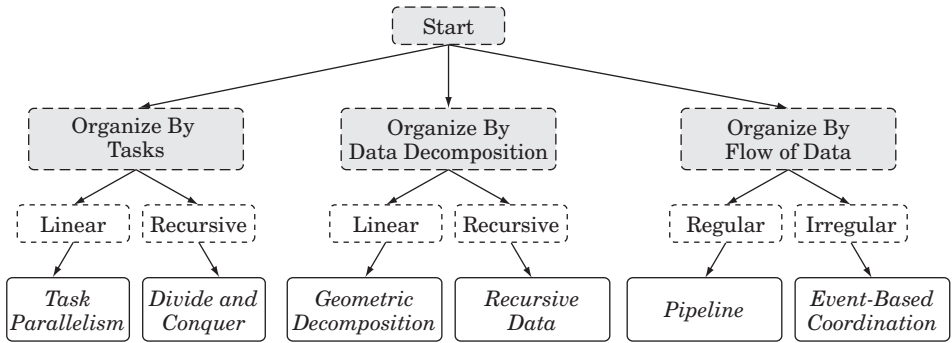 Start
Organize By
Tasks
Organize By
Data Decomposition
Organize By
Flow of Data
Linear
Recursive
Linear
Recursive
Regular
Irregular
Task
Parallelism
Divide and
Conquer
Geometric
Decomposition
Recursive
Data
Pipeline
Event-Based
Coordination